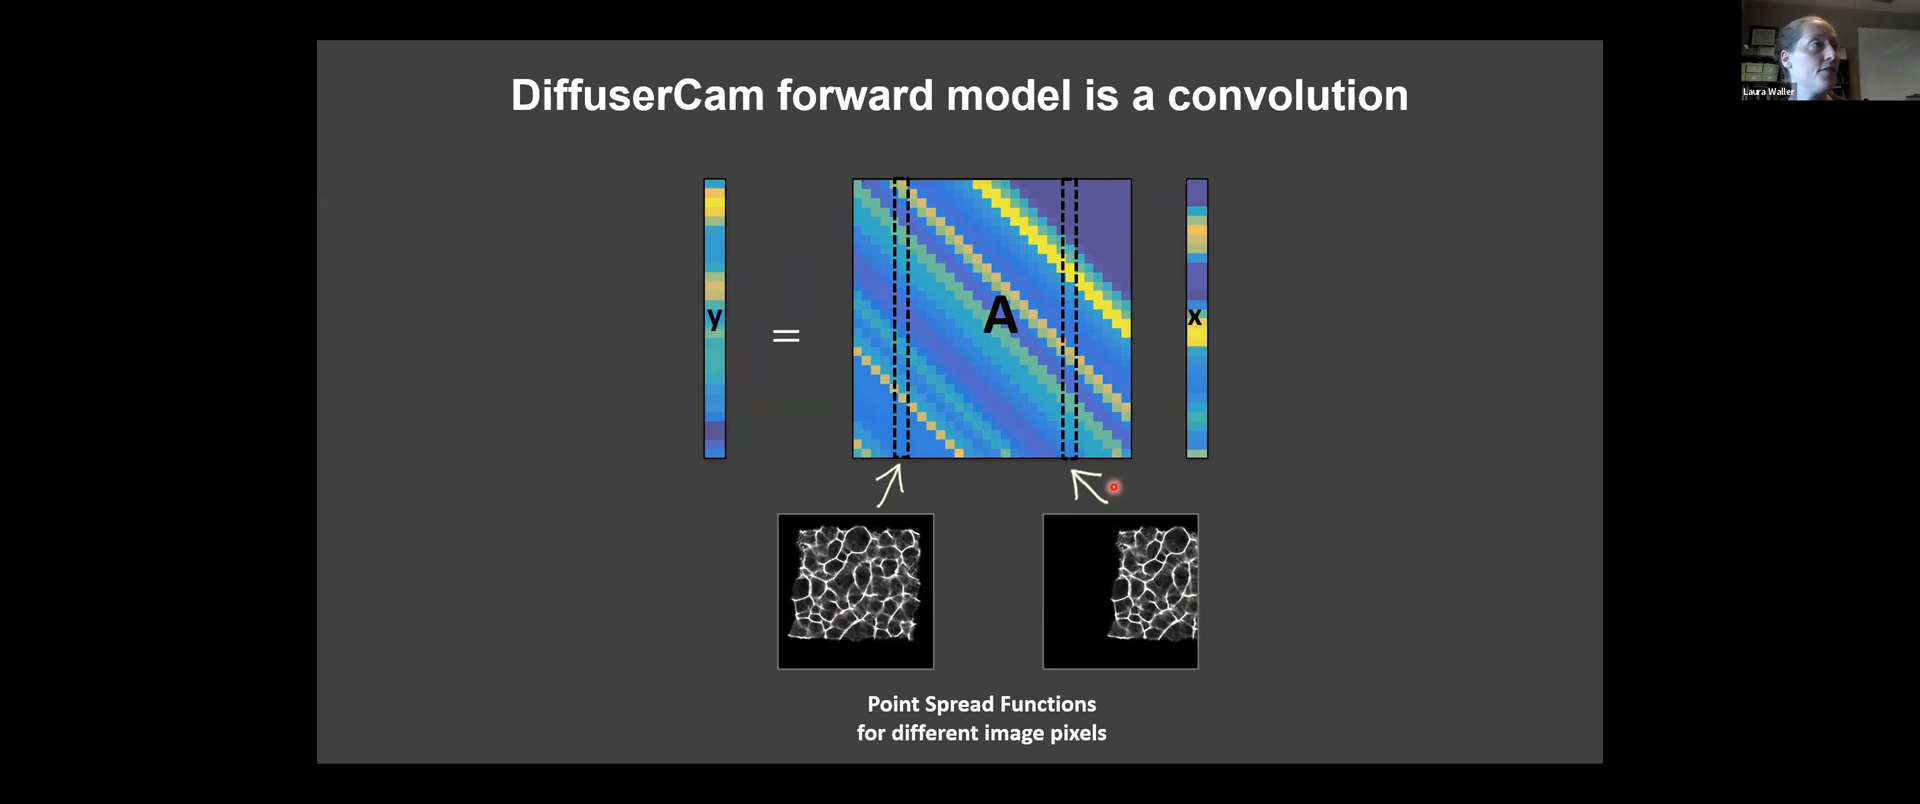 DiffuserCam forward model is a convolution
Laura Waller
y
=
A
x
Point Spread Functions
for different image pixels